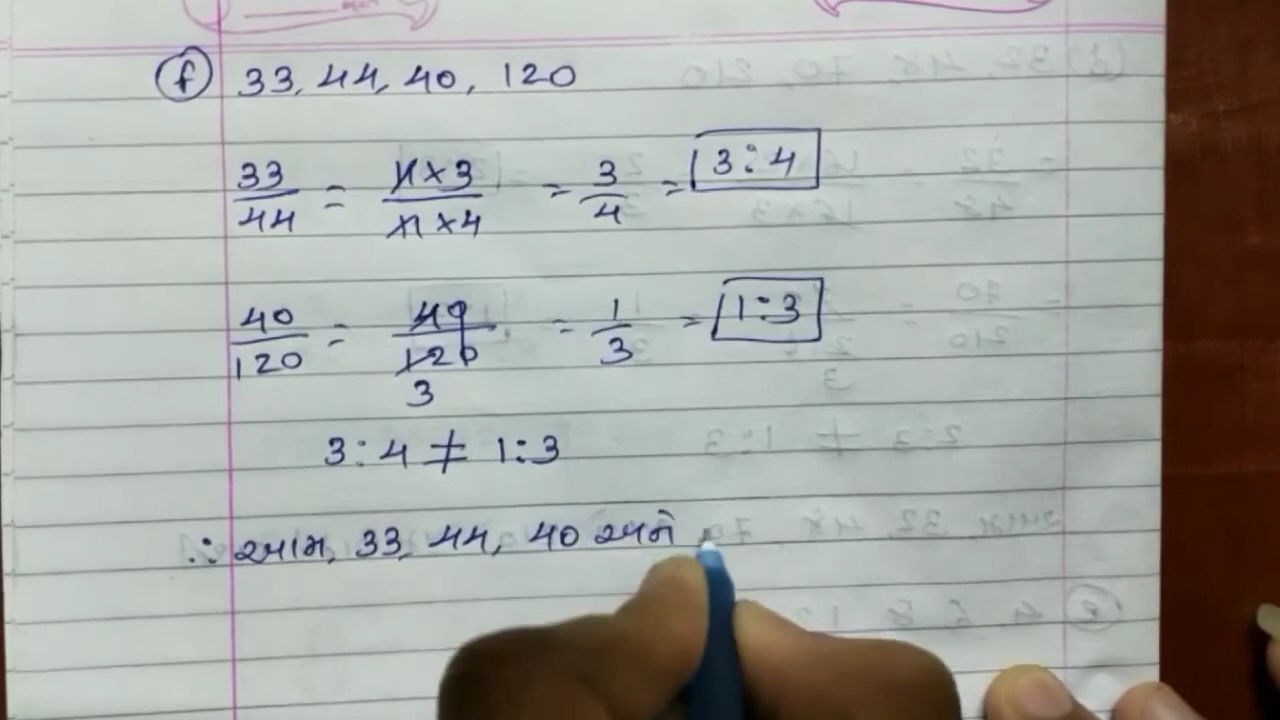 (f) 33, 44, 40, 120
33/44 = 11 × 3 / 11 × 4 = 3/4 = 3 : 4
40/120 = 40/120 3 = 1/3 = 1 : 3
3 : 4 ≠ 1 : 3
∴ આમ, 33, 44, 40 અને